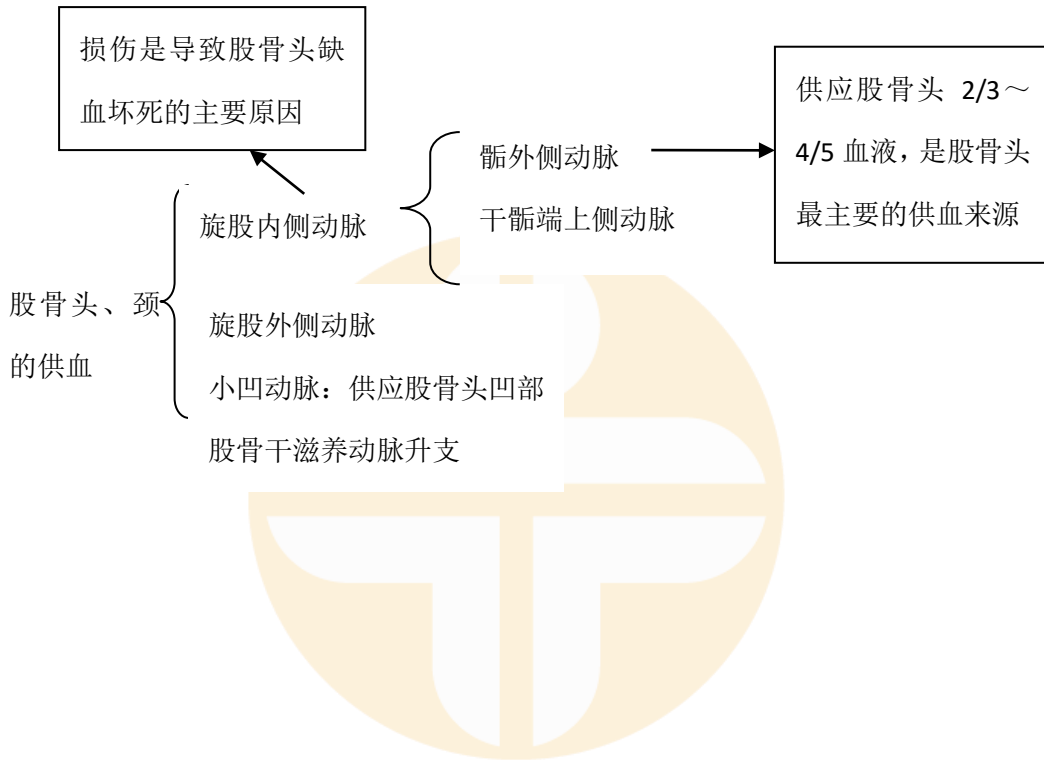 损伤是导致股骨头缺
血坏死的主要原因
供应股骨头 2/3～
4/5 血液，是股骨头
最主要的供血来源
骺外侧动脉
干骺端上侧动脉
旋股内侧动脉
股骨头、颈
的供血
旋股外侧动脉
小凹动脉：供应股骨头凹部
股骨干滋养动脉升支